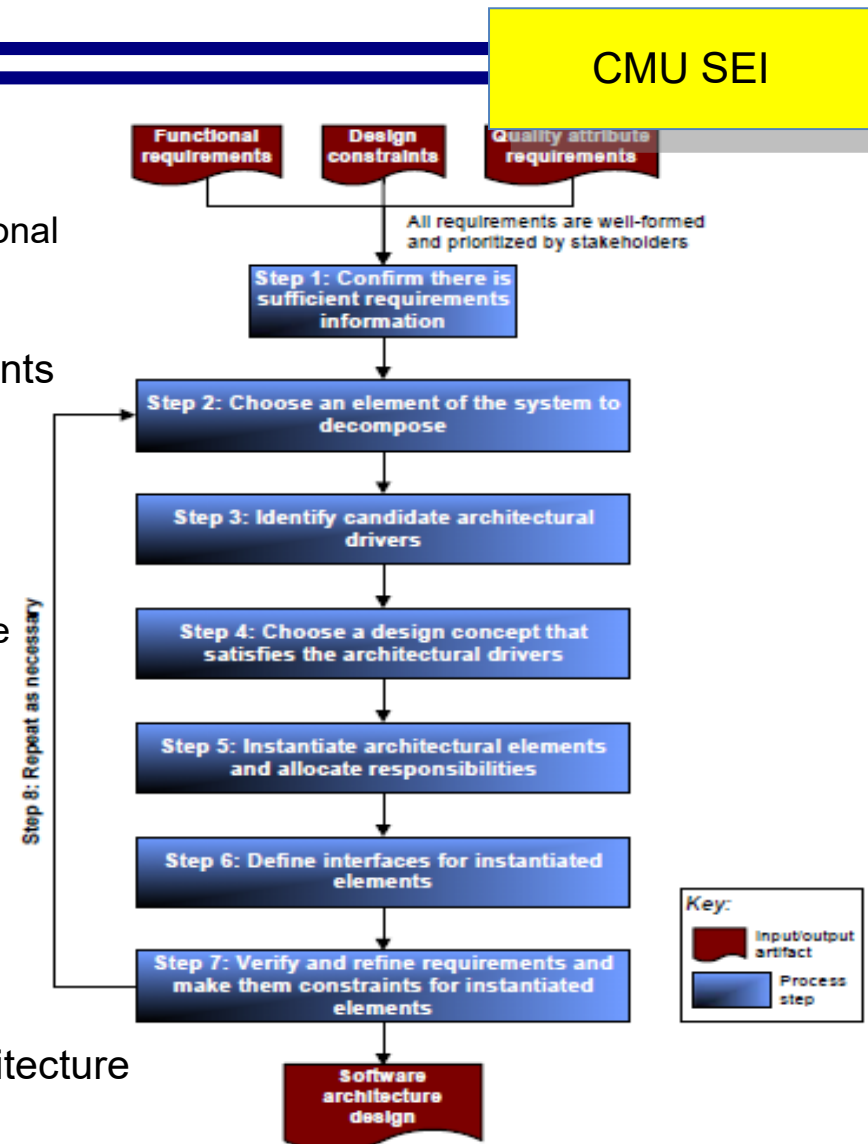 CMU SEI
Functional
requirements
Design
constraints
Quality attribute
requirements
onal
All requirements are well-formed
and prioritized by stakeholders
Step 1: Confirm there is
sufficient requirements
information
nts
Step 2: Choose an element of the system to
decompose
Step 3: Identify candidate architectural
drivers
e
Step 4: Choose a design concept that
satisfies the architectural drivers
Step 8: Repeat as necessary
Step 5: Instantiate architectural elements
and allocate responsibilities
Step 6: Define interfaces for instantiated
elements
Key:
Input/output
artifact
Process
step
Step 7: Verify and refine requirements and
make them constraints for instantiated
elements
itecture
Software
architecture
design